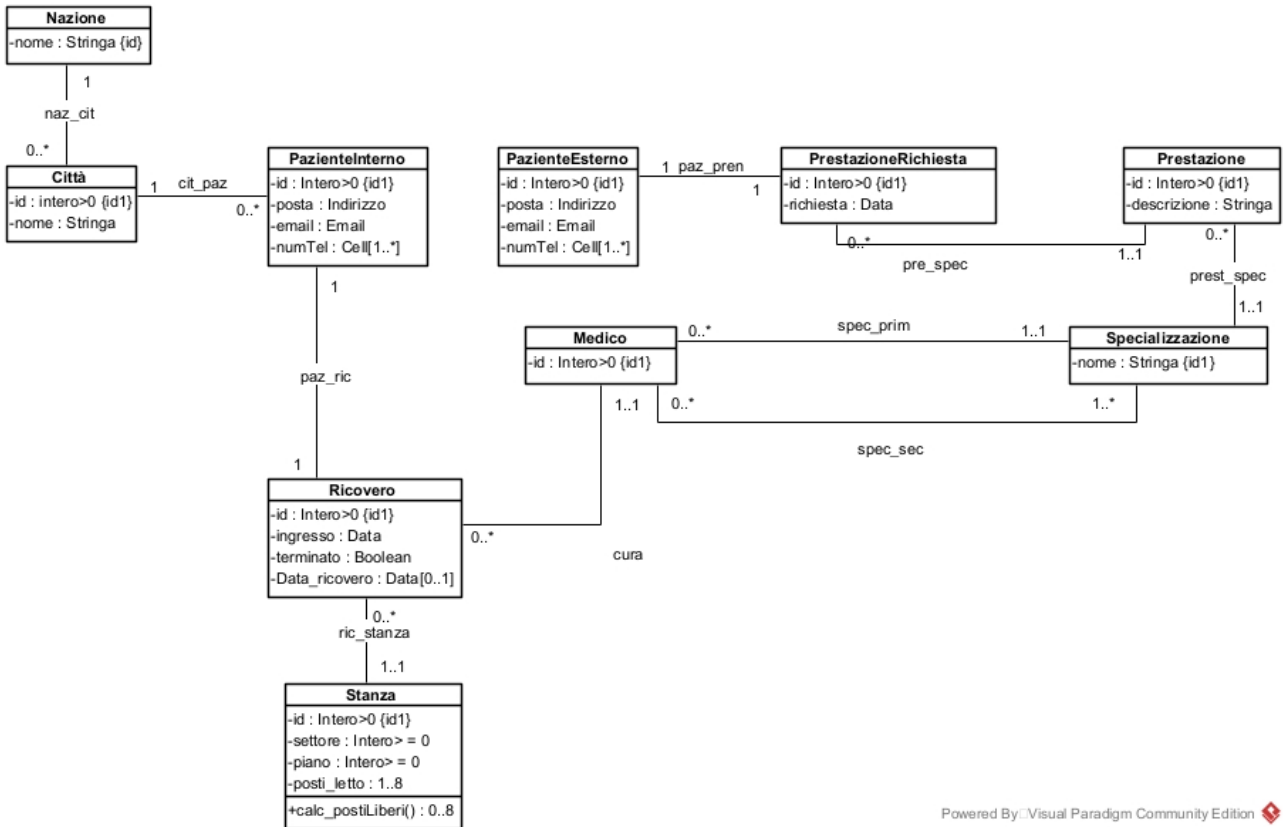 Nazione
-nome : Stringa {id}
1
naz_cit
0..*
Città
-id : intero>0 {id1}
-nome : Stringa
1
cit_paz
0..*
PazienteInterno
-id : Intero>0 {id1}
-posta : Indirizzo
-email : Email
-numTel : Cell[1..*]
PazienteEsterno
-id : Intero>0 {id1}
-posta : Indirizzo
-email : Email
-numTel : Cell[1..*]
1 paz_pren
1
PrestazioneRichiesta
-id : Intero>0 {id1}
-richiesta : Data
0..*
pre_spec
1..1
Prestazione
-id : Intero>0 {id1}
-descrizione : Stringa
0..*
prest_spec
1..1
Medico
-id : Intero>0 {id1}
0..*
spec_prim
1..1
Specializzazione
-nome : Stringa {id1}
1..1
0..*
1..*
spec_sec
1
paz_ric
1
Ricovero
-id : Intero>0 {id1}
-ingresso : Data
-terminato : Boolean
-Data_ricovero : Data[0..1]
0..*
cura
0..*
ric_stanza
1..1
Stanza
-id : Intero>0 {id1}
-settore : Intero> = 0
-piano : Intero> = 0
-posti_letto : 1..8
+calc_postiLiberi() : 0..8
Powered By Visual Paradigm Community Edition